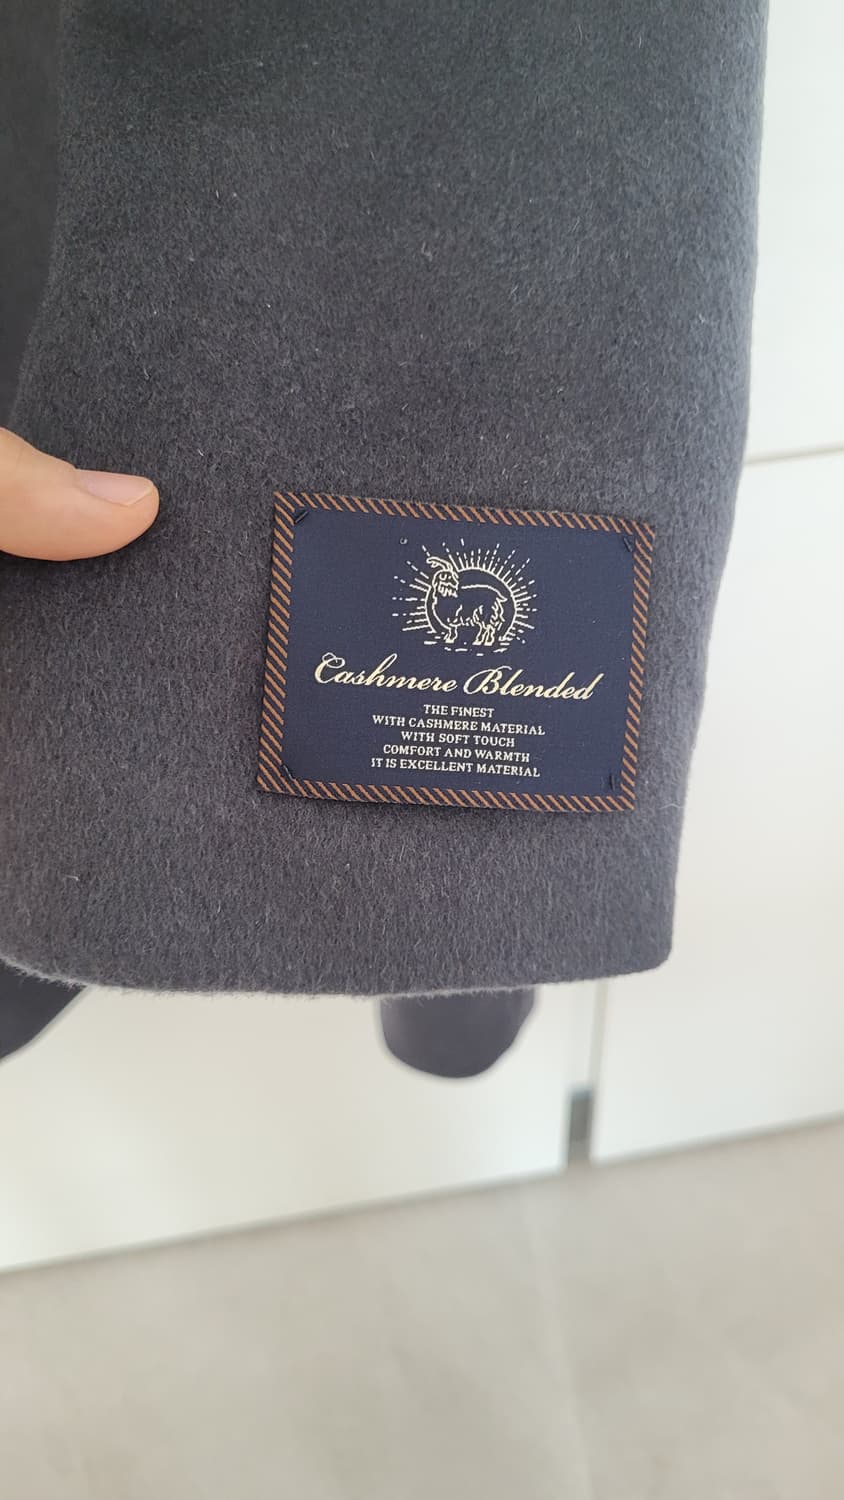 Cashmere Blended
THE FINEST
WITH CASHMERE MATERIAL
WITH SOFT TOUCH
COMFORT AND WARMTH
IT IS EXCELLENT MATERIAL